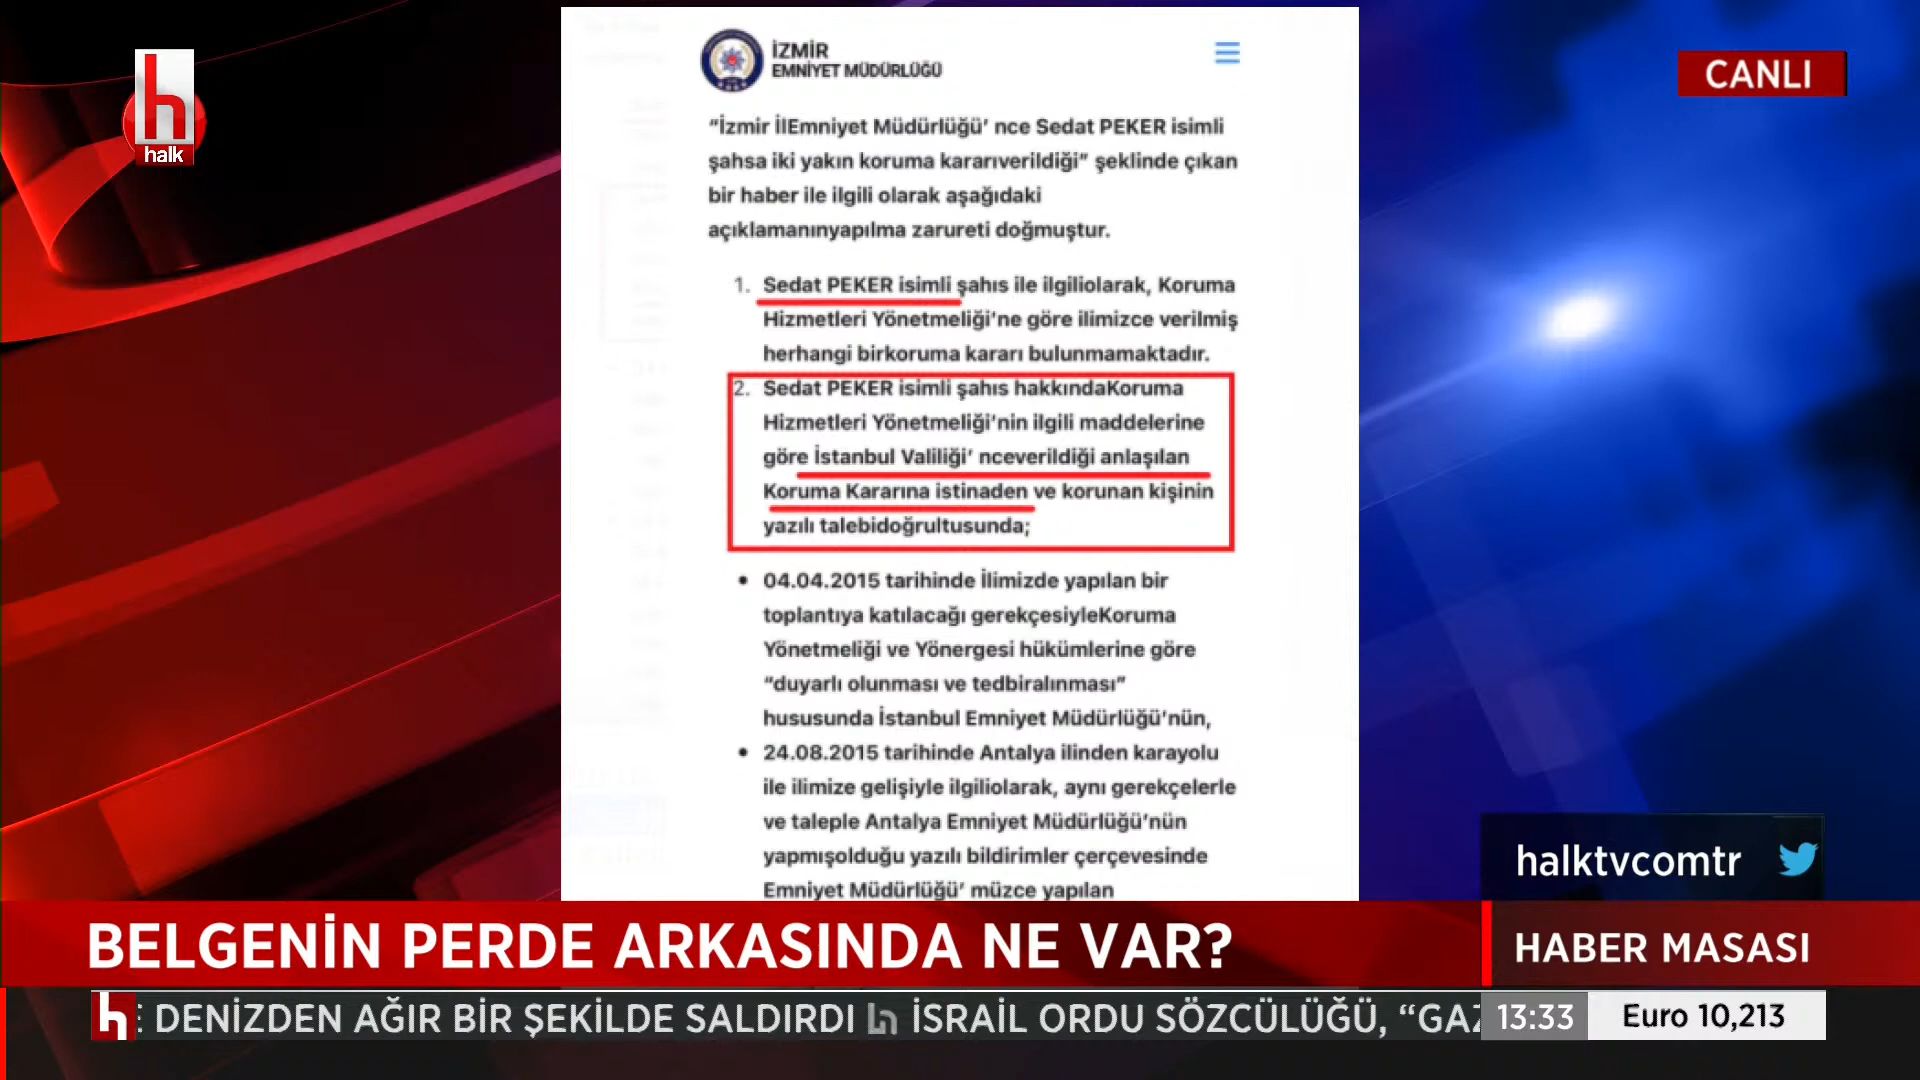 h
halk
CANLI
İZMİR
EMNİYET MÜDÜRLÜĞÜ
“İzmir İlEmniyet Müdürlüğü’ nce Sedat PEKER isimli
şahsa iki yakın koruma kararıverildiği” şeklinde çıkan
bir haber ile ilgili olarak aşağıdaki
açıklamanınyapılma zarureti doğmuştur.
1. Sedat PEKER isimli şahıs ile ilgiliolarak, Koruma
Hizmetleri Yönetmeliği’ne göre ilimizce verilmiş
herhangi birkoruma kararı bulunmamaktadır.
2. Sedat PEKER isimli şahıs hakkındaKoruma
Hizmetleri Yönetmeliği’nin ilgili maddelerine
göre İstanbul Valiliği’ nceverildiği anlaşılan
Koruma Kararına istinaden ve korunan kişinin
yazılı talebidoğrultusunda;
• 04.04.2015 tarihinde İlimizde yapılan bir
toplantıya katılacağı gerekçesiyleKoruma
Yönetmeliği ve Yönergesi hükümlerine göre
“duyarlı olunması ve tedbiralınması”
hususunda İstanbul Emniyet Müdürlüğü’nün,
• 24.08.2015 tarihinde Antalya ilinden karayolu
ile ilimize gelişiyle ilgiliolarak, aynı gerekçelerle
ve taleple Antalya Emniyet Müdürlüğü’nün
yapmışolduğu yazılı bildirimler çerçevesinde
Emniyet Müdürlüğü’ müzce yapılan
halktvcomtr
BELGENİN PERDE ARKASINDA NE VAR?
HABER MASASI
DENİZDEN AĞIR BİR ŞEKİLDE SALDIRDI h İSRAİL ORDU SÖZCÜLÜĞÜ, “GAZ
13:33
Euro 10,213